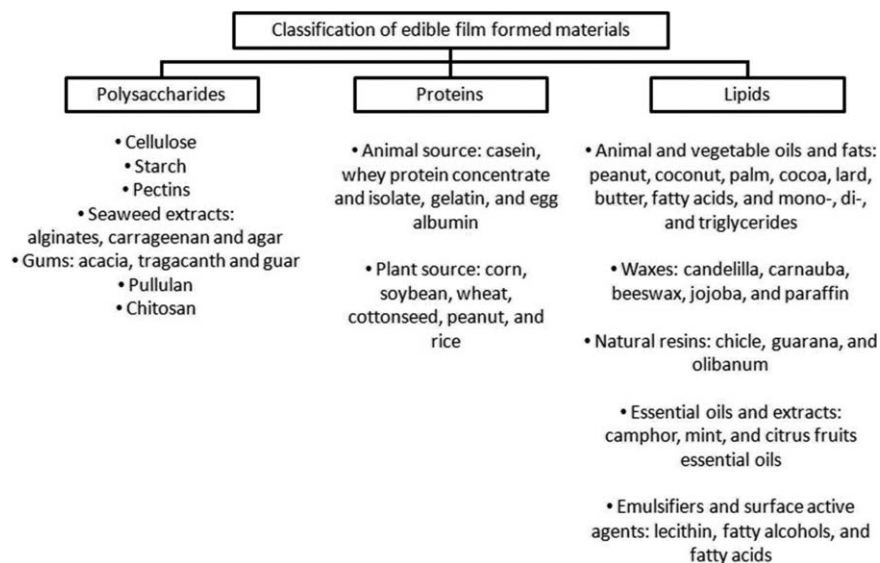 Classification of edible film formed materials
Polysaccharides
• Cellulose
• Starch
• Pectins
• Seaweed extracts:
alginates, carrageenan and agar
• Gums: acacia, tragacanth and guar
• Pullulan
• Chitosan
Proteins
• Animal source: casein,
whey protein concentrate
and isolate, gelatin, and egg
albumin
• Plant source: corn,
soybean, wheat,
cottonseed, peanut, and
rice
Lipids
• Animal and vegetable oils and fats:
peanut, coconut, palm, cocoa, lard,
butter, fatty acids, and mono-, di-,
and triglycerides
• Waxes: candelilla, carnauba,
beeswax, jojoba, and paraffin
• Natural resins: chicle, guarana, and
olibanum
• Essential oils and extracts:
camphor, mint, and citrus fruits
essential oils
• Emulsifiers and surface active
agents: lecithin, fatty alcohols, and
fatty acids